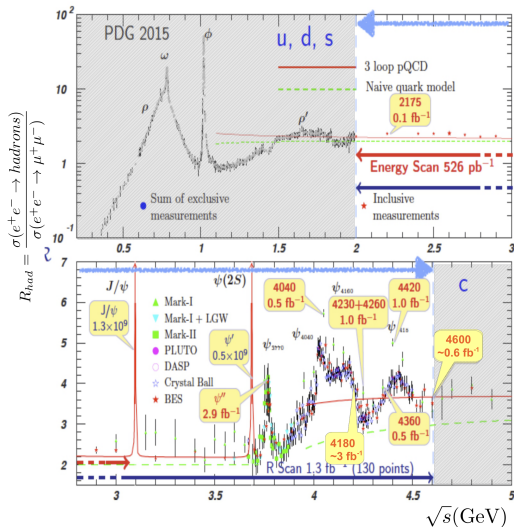 R_had = σ(e⁺e⁻ → hadrons) / σ(e⁺e⁻ → μ⁺μ⁻)
10²
PDG 2015
ω
φ
u, d, s
3 loop pQCD
Naive quark model
10
ρ
ρ′
2175
0.1 fb⁻¹
1
Energy Scan 526 pb⁻¹
Sum of exclusive
measurements
Inclusive
measurements
10⁻¹
0.5 1 1.5 2 2.5 3
7
6
5
4
3
2
J/ψ
J/ψ
1.3×10⁹
Mark-I
Mark-I + LGW
Mark-II
PLUTO
DASP
Crystal Ball
BES
ψ(2S)
ψ′
0.5×10⁹
ψ″
2.9 fb⁻¹
ψ₃₇₇₀
4040
0.5 fb⁻¹
ψ₄₀₄₀
ψ₄₁₆₀
4230+4260
1.0 fb⁻¹
4420
1.0 fb⁻¹
c
4600
~0.6 fb⁻¹
4180
~3 fb⁻¹
4360
0.5 fb⁻¹
R Scan 1.3 fb⁻¹ (130 points)
3 3.5 4 4.5 5
√s (GeV)